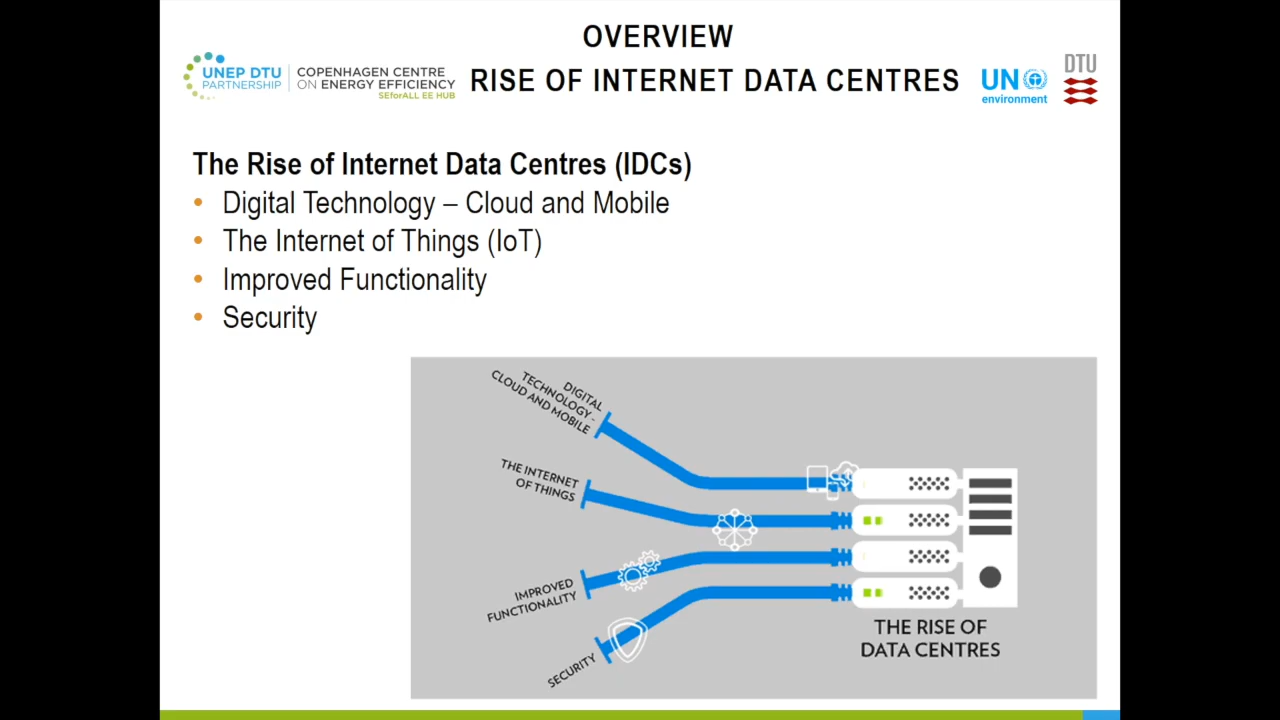 OVERVIEW
RISE OF INTERNET DATA CENTRES
UNEP DTU
PARTNERSHIP
COPENHAGEN CENTRE
ON ENERGY EFFICIENCY
SEforALL EE HUB
UN
environment
DTU
The Rise of Internet Data Centres (IDCs)
• Digital Technology – Cloud and Mobile
• The Internet of Things (IoT)
• Improved Functionality
• Security
DIGITAL
TECHNOLOGY -
CLOUD AND MOBILE
THE INTERNET
OF THINGS
IMPROVED
FUNCTIONALITY
SECURITY
THE RISE OF
DATA CENTRES